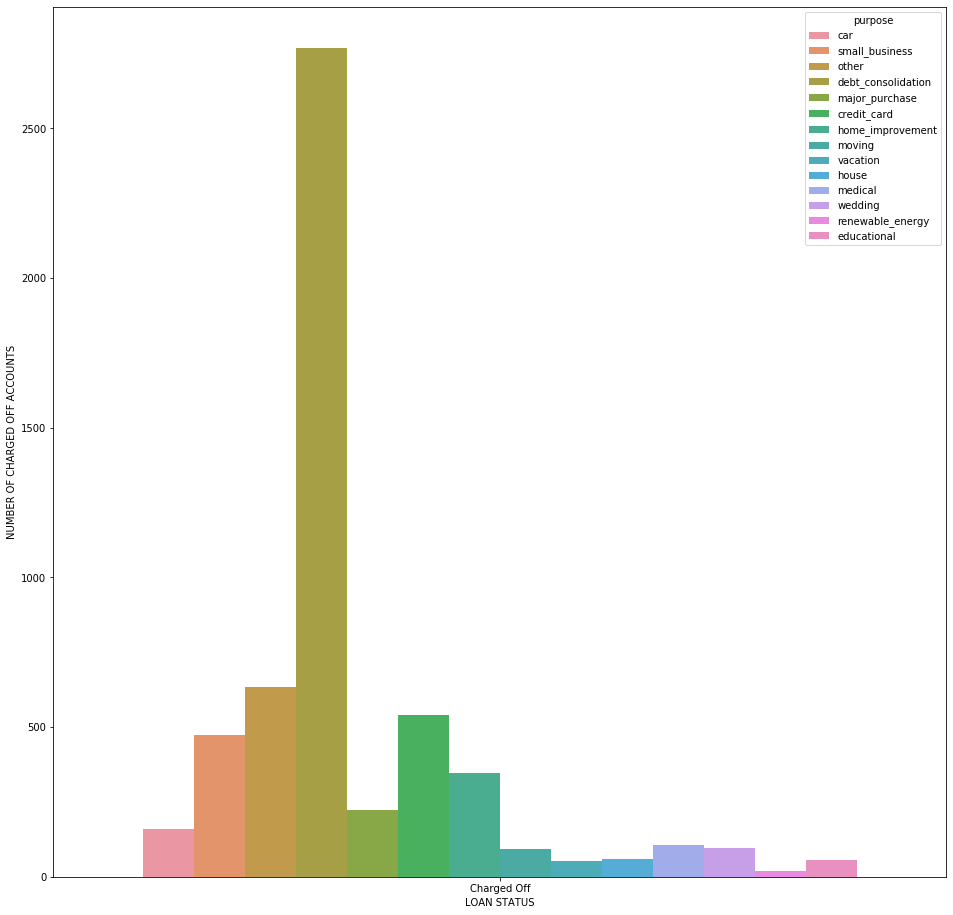 purpose
car
small_business
other
debt_consolidation
major_purchase
credit_card
home_improvement
moving
vacation
house
medical
wedding
renewable_energy
educational
2500
2000
1500
1000
500
0
NUMBER OF CHARGED OFF ACCOUNTS
Charged Off
LOAN STATUS